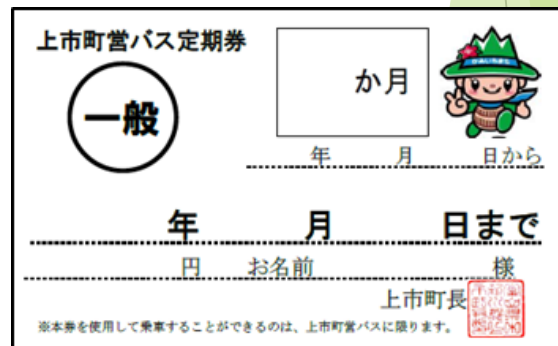 上市町営バス定期券
一般
か月
年 月 日から
年 月 日まで
円 お名前 様
上市町長
※本券を使用して乗車することができるのは、上市町営バスに限ります。